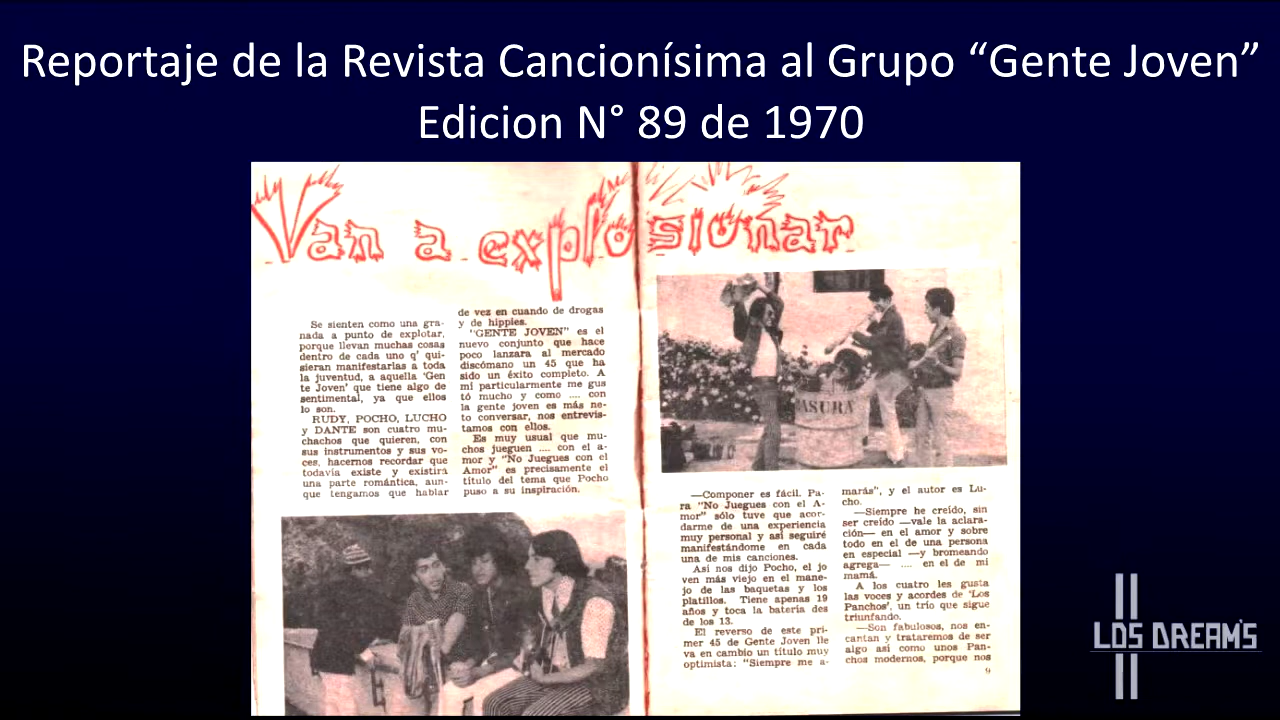 Reportaje de la Revista Cancionísima al Grupo “Gente Joven”
Edicion N° 89 de 1970
Van a explosionar
Se sienten como una gra-
nada a punto de explotar,
porque llevan muchas cosas
dentro de cada uno q' qui-
sieran manifestarlas a toda
la juventud, a aquella 'Gen
te Joven' que tiene algo de
sentimental, ya que ellos
lo son.
RUDY, POCHO, LUCHO
y DANTE son cuatro mu-
chachos que quieren, con
sus instrumentos y sus vo-
ces, hacernos recordar que
todavía existe y existirá
una parte romántica, aun-
que tengamos que hablar
de vez en cuando de drogas
y de hippies.
"GENTE JOVEN" es el
nuevo conjunto que hace
poco lanzara al mercado
discómano un 45 que ha
sido un éxito completo. A
mí particularmente me gus
tó mucho y como .... con
la gente joven es más ne-
to conversar, nos entrevis-
tamos con ellos.
Es muy usual que mu-
chos jueguen .... con el a-
mor y "No Juegues con el
Amor" es precisamente el
título del tema que Pocho
puso a su inspiración.
BASURA
—Componer es fácil. Pa-
ra "No Juegues con el A-
mor" sólo tuve que acor-
darme de una experiencia
muy personal y así seguiré
manifestándome en cada
una de mis canciones.
Así nos dijo Pocho, el jo
ven más viejo en el mane-
jo de las baquetas y los
platillos. Tiene apenas 19
años y toca la batería des
de los 13.
El reverso de este pri-
mer 45 de Gente Joven lle
va en cambio un título muy
optimista: "Siempre me a-
marás", y el autor es Lu-
cho.
—Siempre he creído, sin
ser creído —vale la aclara-
ción— en el amor y sobre
todo en el de una persona
en especial —y bromeando
agrega— .... en el de mi
mamá.
A los cuatro les gusta
las voces y acordes de 'Los
Panchos', un trío que sigue
triunfando.
—Son fabulosos, nos en-
cantan y trataremos de ser
algo así como unos Pan-
chos modernos, porque nos
9
LOS DREAM'S